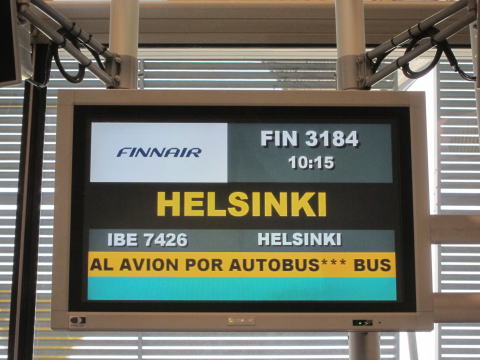 FINNAIR
FIN 3184
10:15
HELSINKI
IBE 7426 HELSINKI
AL AVION POR AUTOBUS*** BUS